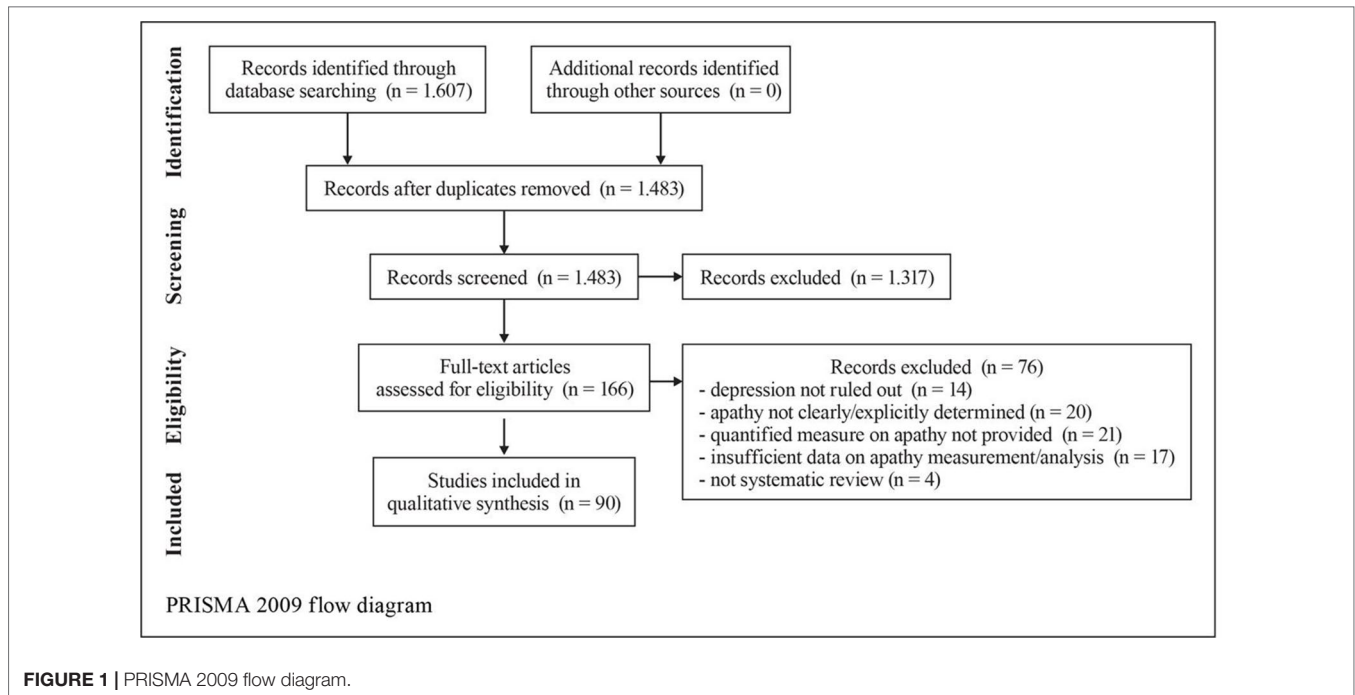 Identification
Records identified through
database searching (n = 1.607)
Additional records identified
through other sources (n = 0)
Records after duplicates removed (n = 1.483)
Screening
Records screened (n = 1.483)
Records excluded (n = 1.317)
Eligibility
Full-text articles
assessed for eligibility (n = 166)
Records excluded (n = 76)
- depression not ruled out (n = 14)
- apathy not clearly/explicitly determined (n = 20)
- quantified measure on apathy not provided (n = 21)
- insufficient data on apathy measurement/analysis (n = 17)
- not systematic review (n = 4)
Included
Studies included in
qualitative synthesis (n = 90)
PRISMA 2009 flow diagram
FIGURE 1 | PRISMA 2009 flow diagram.